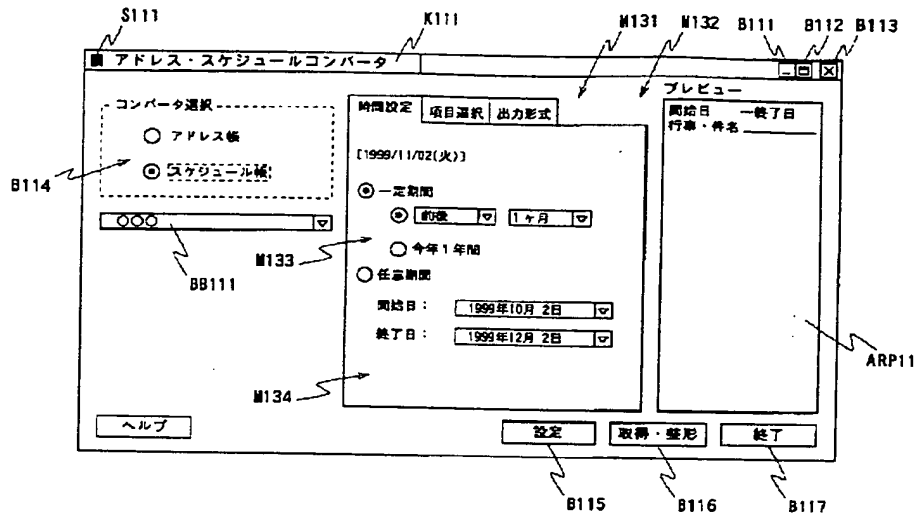 S111
K111
M131
M132
B111
B112
B113
アドレス・スケジュールコンバータ
コンバータ選択
アドレス帳
スケジュール帳
B114
○○○
BB111
時間設定 項目選択 出力形式
[1999/11/02(火)]
一定期間
前後 1ヶ月
今年1年間
M133
任意期間
開始日: 1999年10月 2日
終了日: 1999年12月 2日
M134
プレビュー
開始日 ー終了日
行事・件名
ARP11
ヘルプ
設定
取得・整形
終了
B115
B116
B117